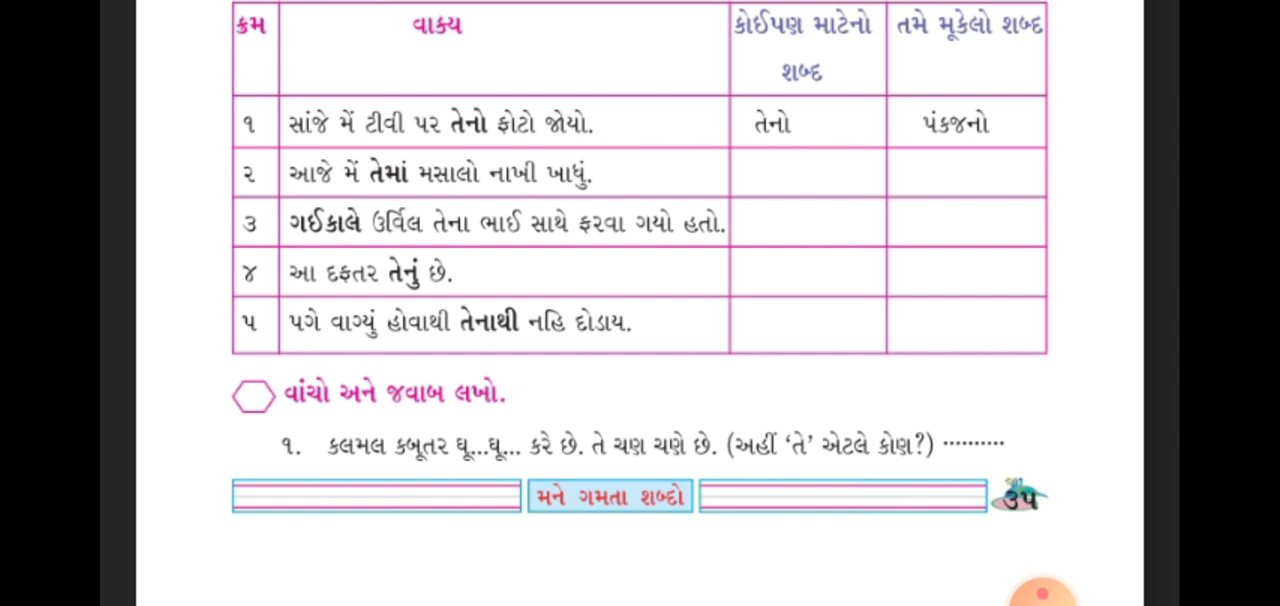 ક્રમ વાક્ય કોઈપણ માટેનો શબ્દ તમે મૂકેલો શબ્દ
૧ સાંજે મેં ટીવી પર તેનો ફોટો જોયો. તેનો પંકજનો
૨ આજે મેં તેમાં મસાલો નાખી ખાધું.
૩ ગઈકાલે ઉર્વિલ તેના ભાઈ સાથે ફરવા ગયો હતો.
૪ આ દફતર તેનું છે.
૫ પગે વાગ્યું હોવાથી તેનાથી નહિ દોડાય.
વાંચો અને જવાબ લખો.
૧. કલમલ કબૂતર ઘૂ...ઘૂ... કરે છે. તે ચણ ચણે છે. (અહીં ‘તે’ એટલે કોણ?) ··········
મને ગમતા શબ્દો ૩૫